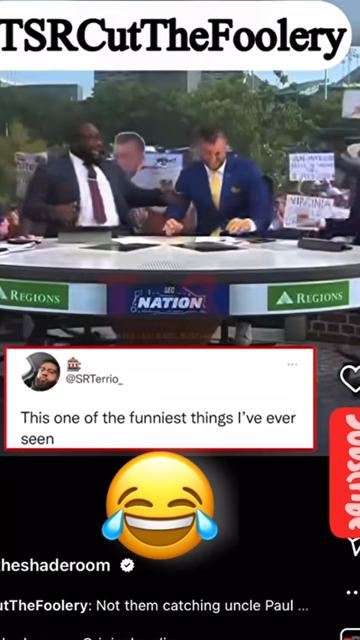 TSRCutTheFoolery
VIRGINIA
REGIONS
SEC
NATION
REGIONS
@SRTerrio_
This one of the funniest things I've ever
seen
theshaderoom
utTheFoolery: Not them catching uncle Paul ...